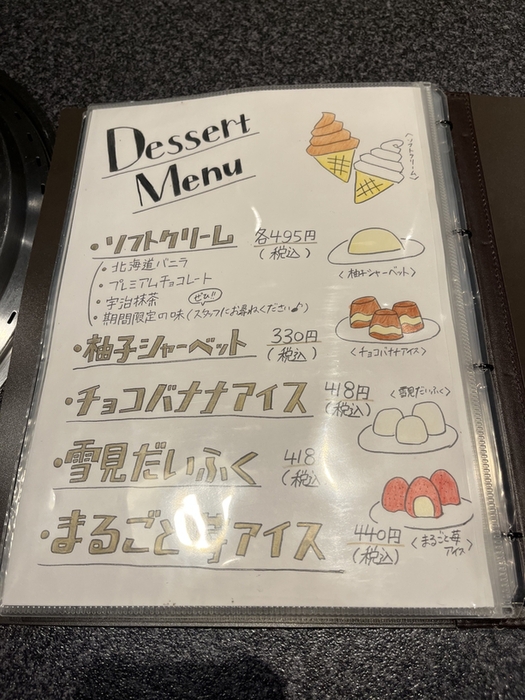 Dessert
Menu
(ソフトクリーム)
・ソフトクリーム 各495円
(税込)
・北海道バニラ
・プレミアムチョコレート
・宇治抹茶 ぜひ!!
・期間限定の味(スタッフにお尋ねください♪)
<柚子シャーベット>
・柚子シャーベット 330円
(税込)
<チョコバナナアイス>
・チョコバナナアイス 418円
(税込)
<雪見だいふく>
・雪見だいふく 418
(税込
・まるごと苺アイス 440円
(税込)
<まるごと苺
アイス>